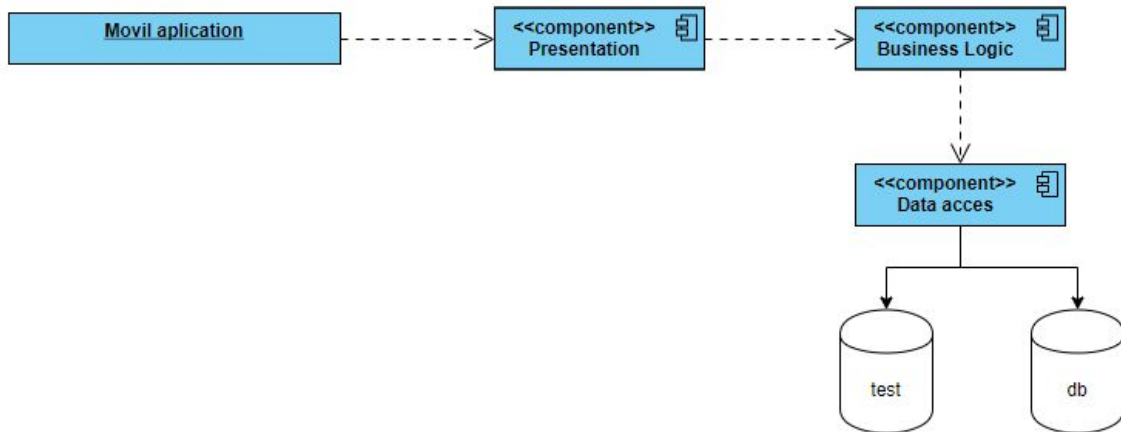 Movil aplication
<<component>>
Presentation
<<component>>
Business Logic
<<component>>
Data acces
test
db